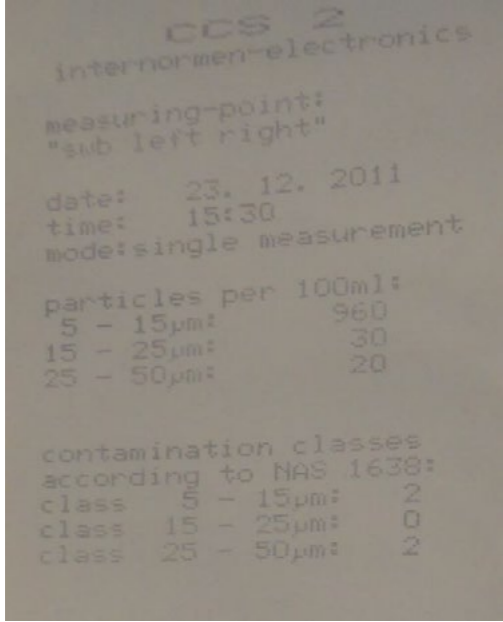 CCS 2
internormen-electronics
measuring-point:
"swb left right"
date: 23. 12. 2011
time: 15:30
mode:single measurement
particles per 100ml:
5 - 15µm: 960
15 - 25µm: 30
25 - 50µm: 20
contamination classes
according to NAS 1638:
class 5 - 15µm: 2
class 15 - 25µm: 0
class 25 - 50µm: 2